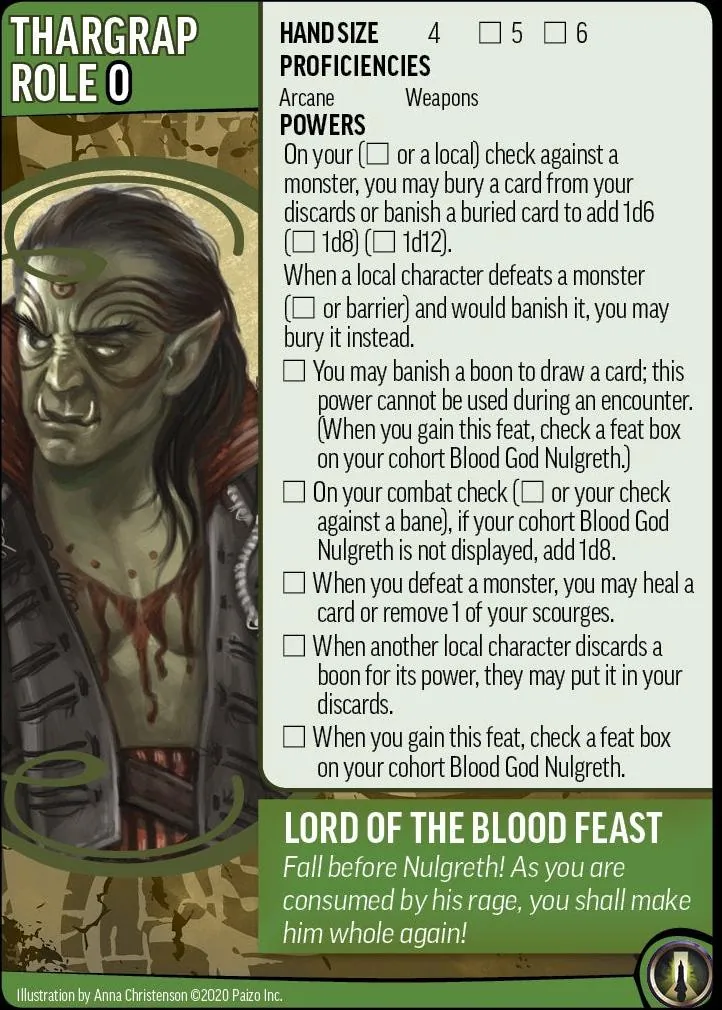 THARGRAP
ROLE 0
HAND SIZE 4 □ 5 □ 6
PROFICIENCIES
Arcane Weapons
POWERS
On your (□ or a local) check against a
monster, you may bury a card from your
discards or banish a buried card to add 1d6
(□ 1d8) (□ 1d12).
When a local character defeats a monster
(□ or barrier) and would banish it, you may
bury it instead.
□ You may banish a boon to draw a card; this
power cannot be used during an encounter.
(When you gain this feat, check a feat box
on your cohort Blood God Nulgreth.)
□ On your combat check (□ or your check
against a bane), if your cohort Blood God
Nulgreth is not displayed, add 1d8.
□ When you defeat a monster, you may heal a
card or remove 1 of your scourges.
□ When another local character discards a
boon for its power, they may put it in your
discards.
□ When you gain this feat, check a feat box
on your cohort Blood God Nulgreth.
LORD OF THE BLOOD FEAST
Fall before Nulgreth! As you are
consumed by his rage, you shall make
him whole again!
Illustration by Anna Christenson ©2020 Paizo Inc.